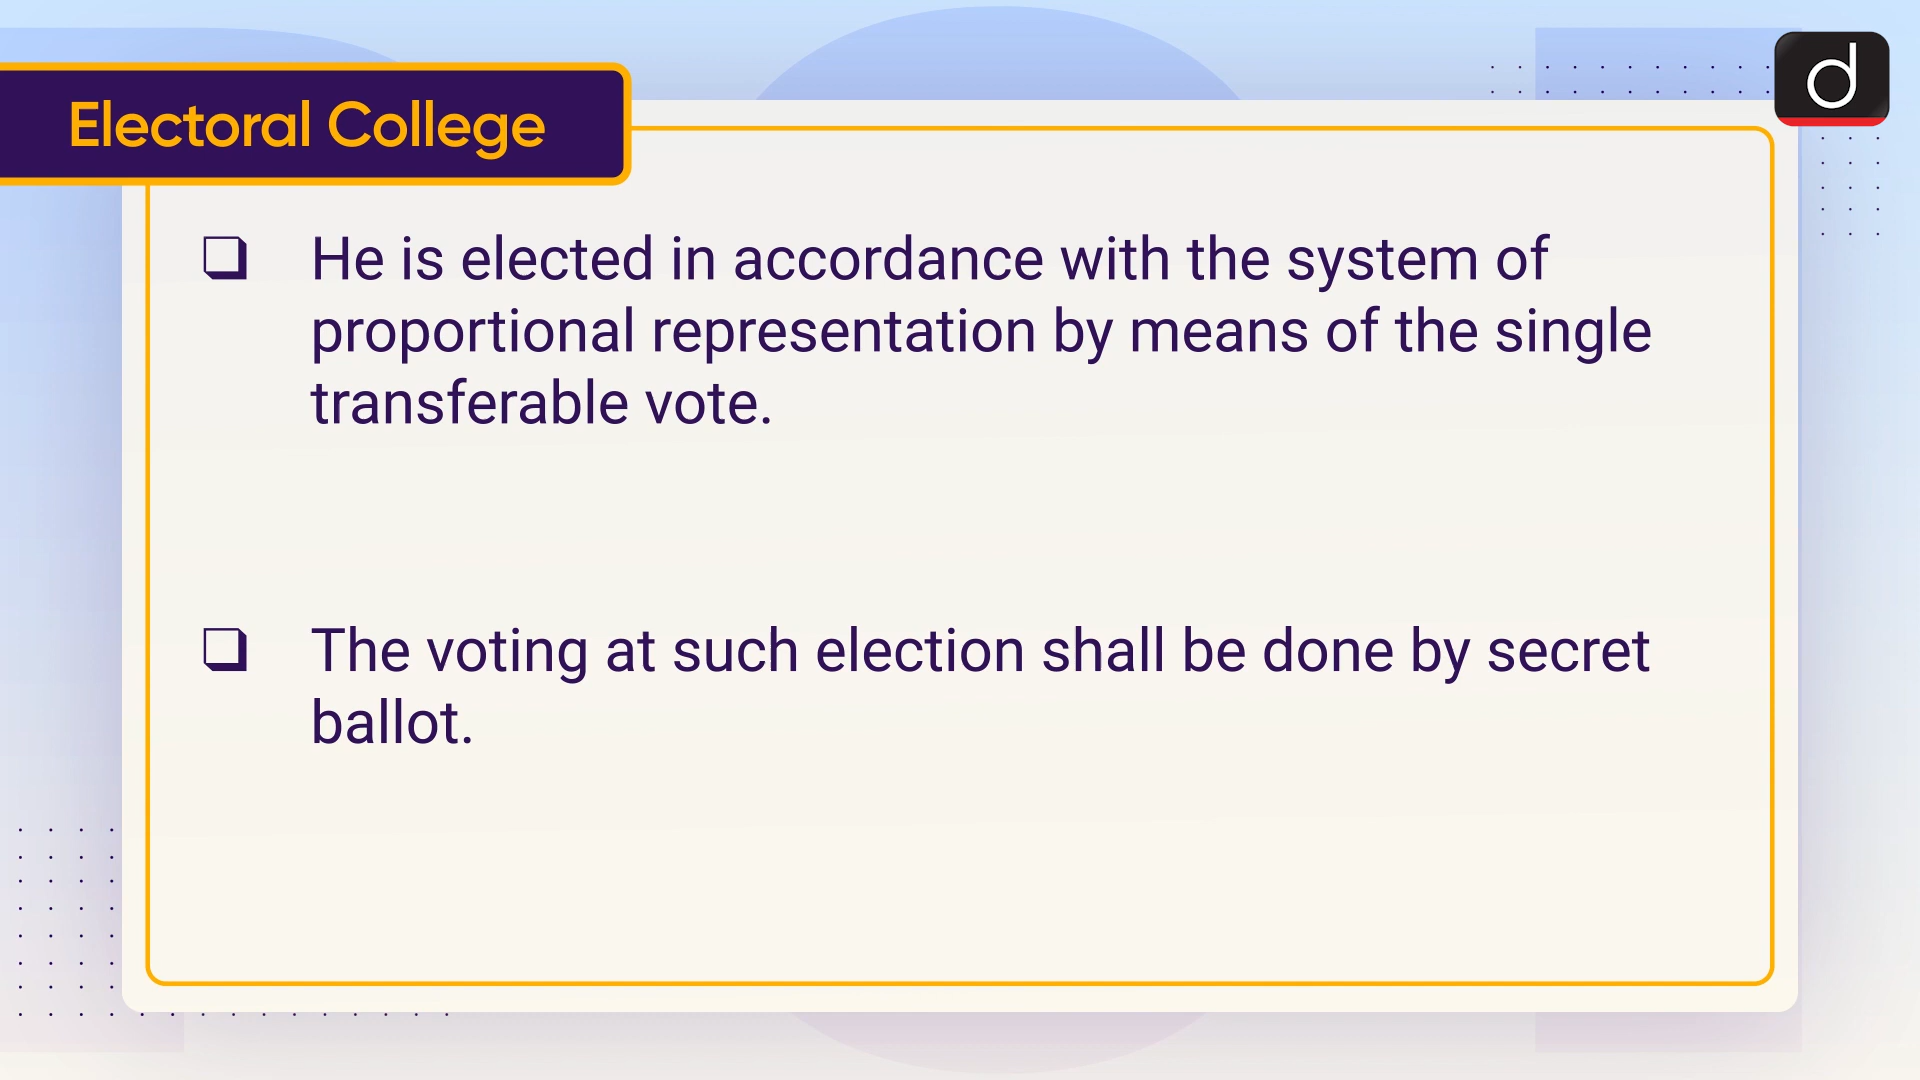 Electoral College
d
❑ He is elected in accordance with the system of
proportional representation by means of the single
transferable vote.
❑ The voting at such election shall be done by secret
ballot.